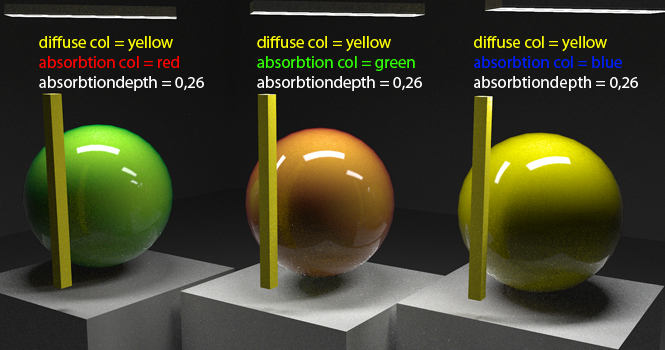 diffuse col = yellow
absorbtion col = red
absorbtiondepth = 0,26
diffuse col = yellow
absorbtion col = green
absorbtiondepth = 0,26
diffuse col = yellow
absorbtion col = blue
absorbtiondepth = 0,26